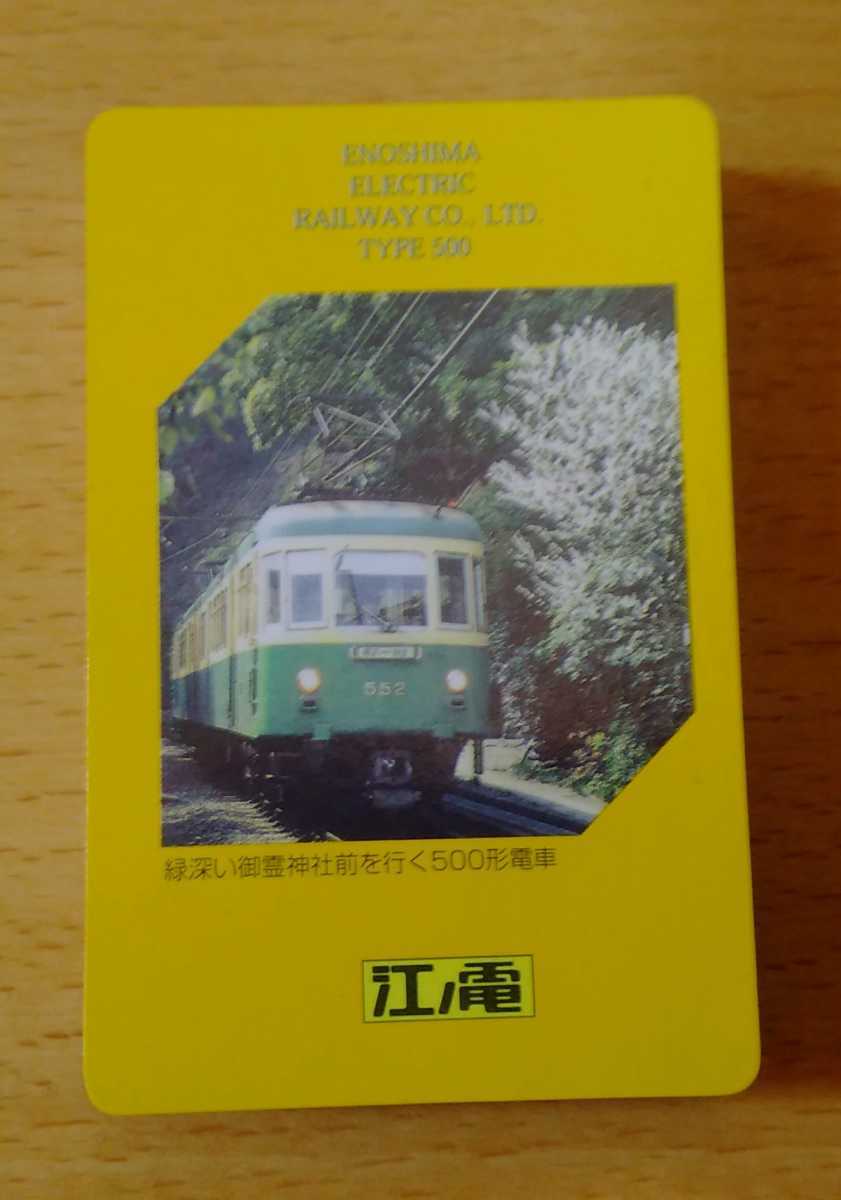 ENOSHIMA
ELECTRIC
RAILWAY CO., LTD.
TYPE 500
552
緑深い御霊神社前を行く500形電車
江ノ電